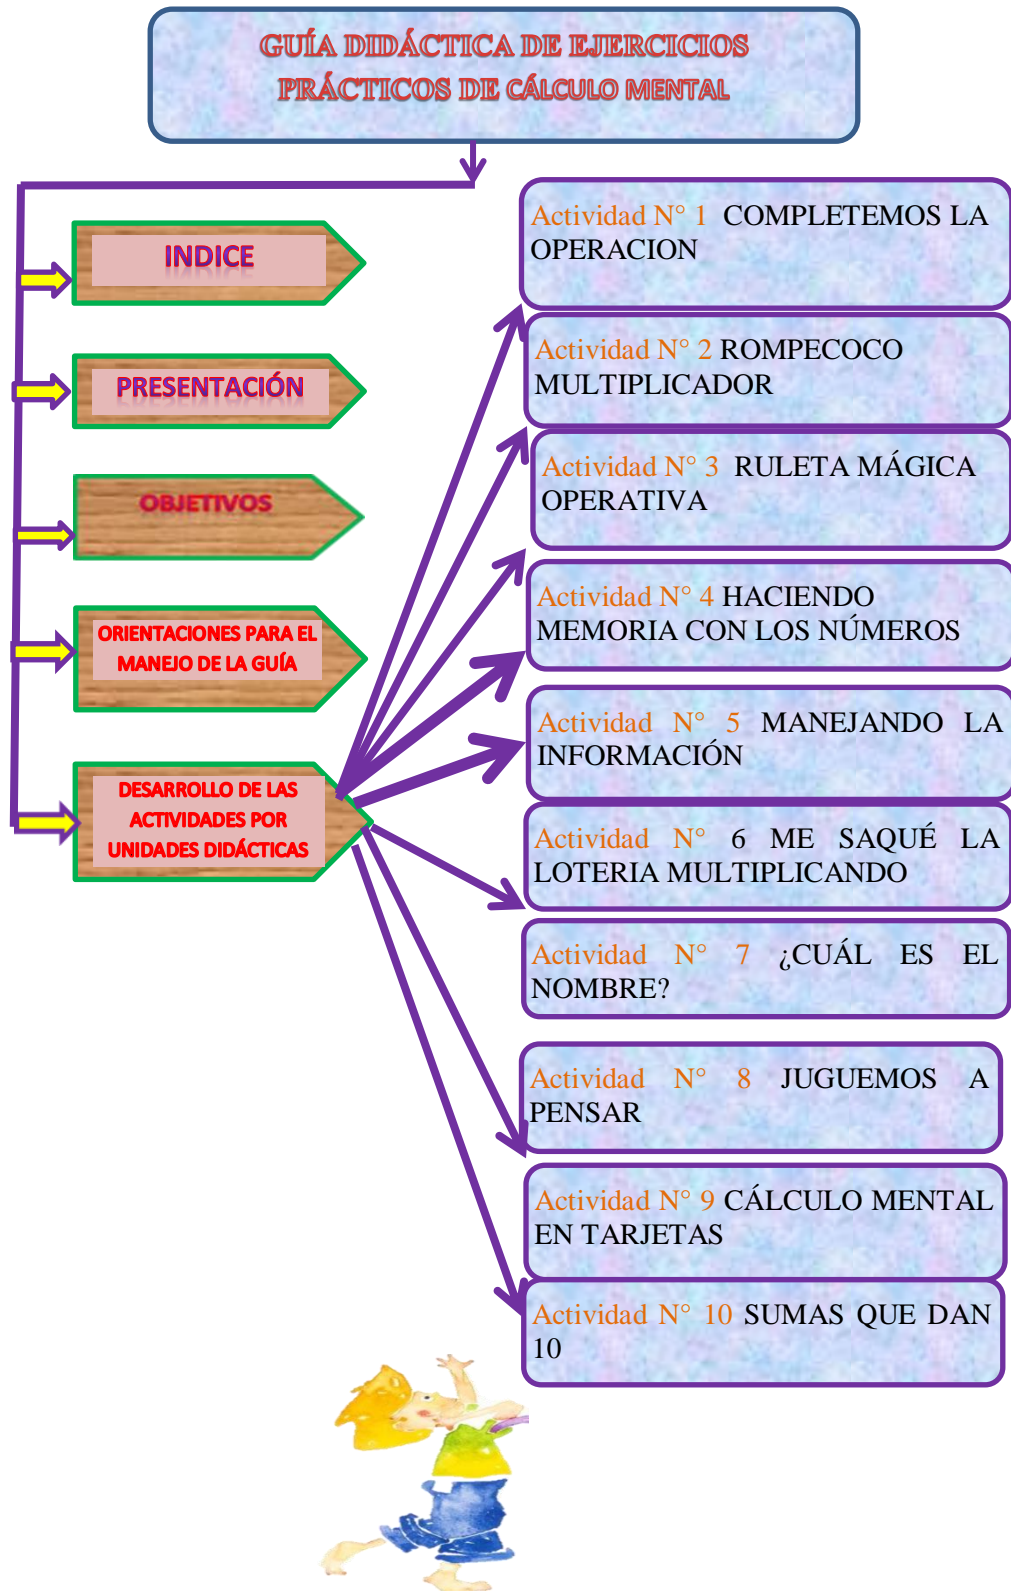 GUÍA DIDÁCTICA DE EJERCICIOS
PRÁCTICOS DE CÁLCULO MENTAL
INDICE
PRESENTACIÓN
OBJETIVOS
ORIENTACIONES PARA EL
MANEJO DE LA GUÍA
DESARROLLO DE LAS
ACTIVIDADES POR
UNIDADES DIDÁCTICAS
Actividad N° 1 COMPLETEMOS LA
OPERACION
Actividad N° 2 ROMPECOCO
MULTIPLICADOR
Actividad N° 3 RULETA MÁGICA
OPERATIVA
Actividad N° 4 HACIENDO
MEMORIA CON LOS NÚMEROS
Actividad N° 5 MANEJANDO LA
INFORMACIÓN
Actividad N° 6 ME SAQUÉ LA
LOTERIA MULTIPLICANDO
Actividad N° 7 ¿CUÁL ES EL
NOMBRE?
Actividad N° 8 JUGUEMOS A
PENSAR
Actividad N° 9 CÁLCULO MENTAL
EN TARJETAS
Actividad N° 10 SUMAS QUE DAN
10